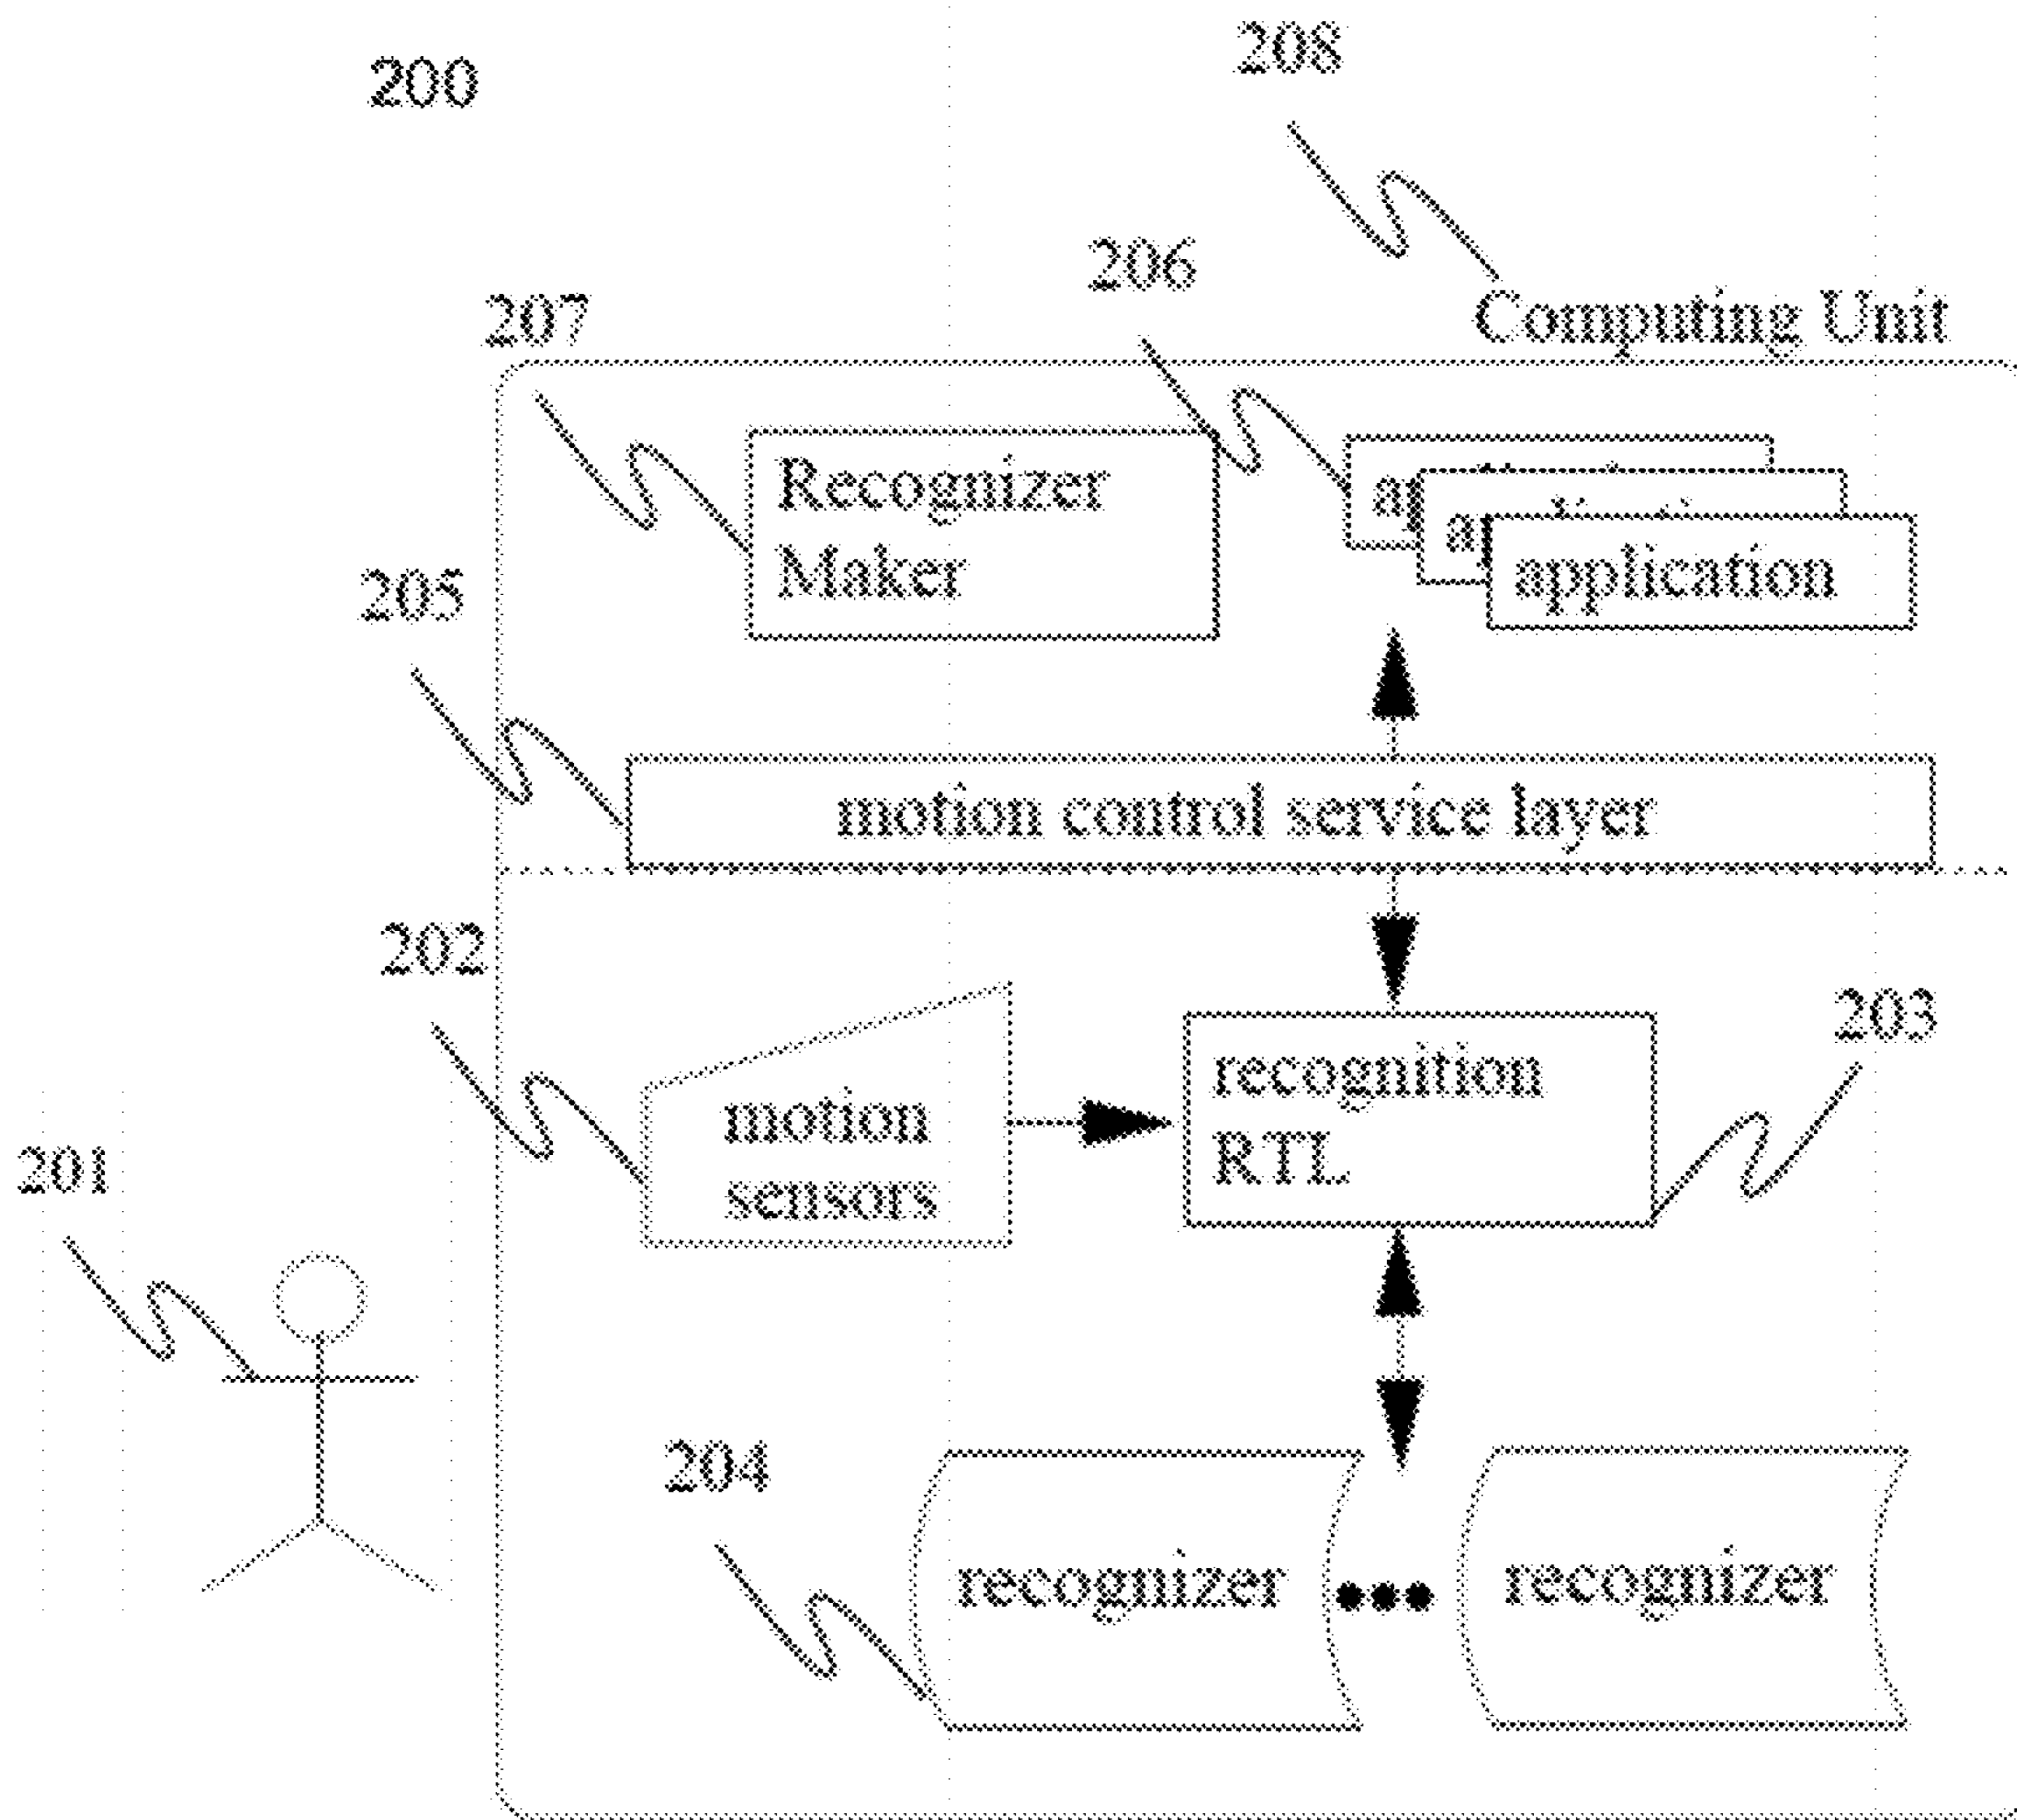 200
208
206
207
Computing Unit
Recognizer
Maker
application
205
motion control service layer
202
203
recognition
RTL
motion
sensors
201
204
recognizer
recognizer